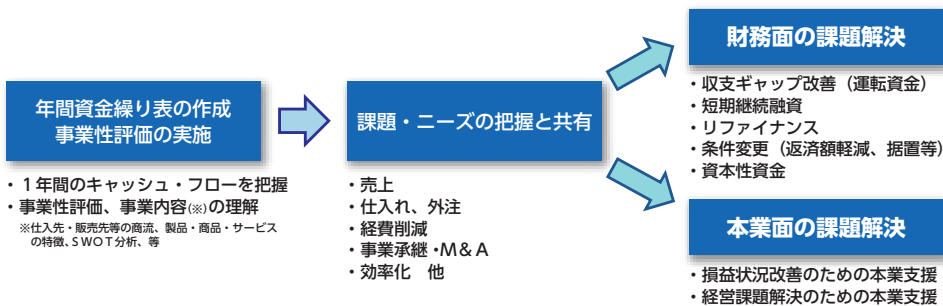 年間資金繰り表の作成
事業性評価の実施
・１年間のキャッシュ・フローを把握
・事業性評価、事業内容(※)の理解
※仕入先・販売先等の商流、製品・商品・サービス
の特徴、ＳＷＯＴ分析、等
課題・ニーズの把握と共有
・売上
・仕入れ、外注
・経費削減
・事業承継・Ｍ＆Ａ
・効率化　他
財務面の課題解決
・収支ギャップ改善（運転資金）
・短期継続融資
・リファイナンス
・条件変更（返済額軽減、据置等）
・資本性資金
本業面の課題解決
・損益状況改善のための本業支援
・経営課題解決のための本業支援